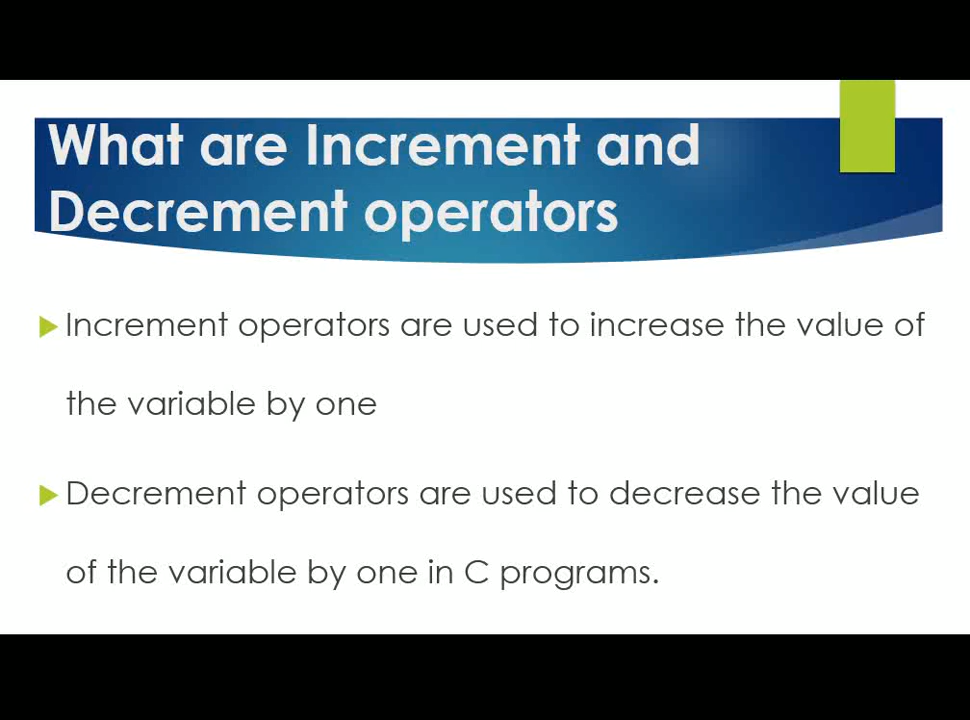 What are Increment and
Decrement operators
Increment operators are used to increase the value of
the variable by one
Decrement operators are used to decrease the value
of the variable by one in C programs.